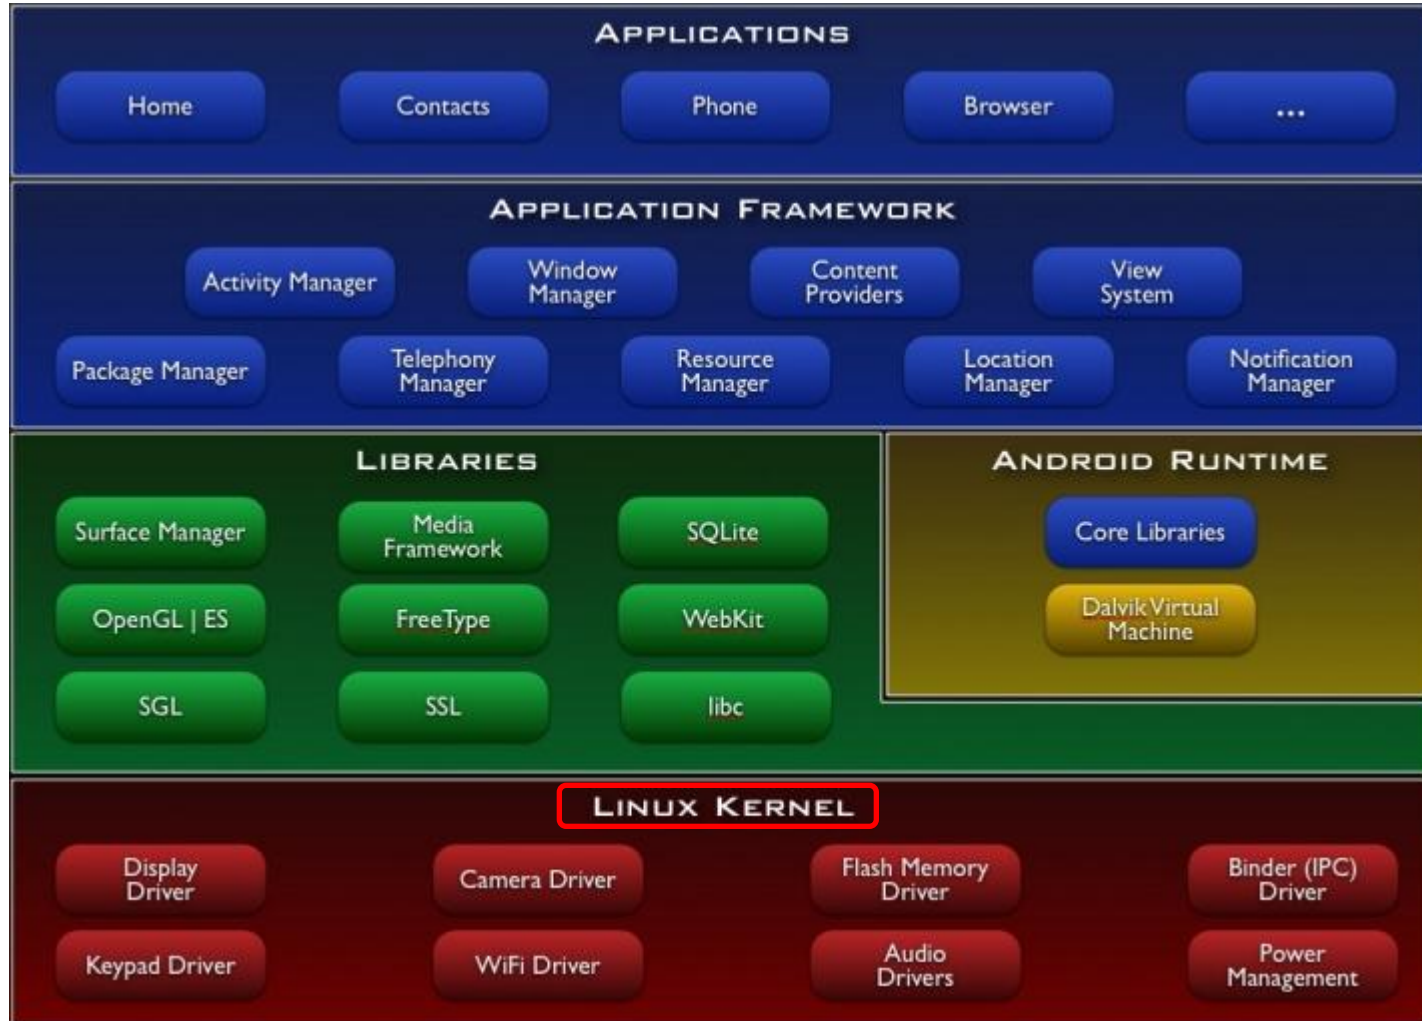 APPLICATIONS
Home
Contacts
Phone
Browser
...
APPLICATION FRAMEWORK
Activity Manager
Window
Manager
Content
Providers
View
System
Package Manager
Telephony
Manager
Resource
Manager
Location
Manager
Notification
Manager
LIBRARIES
Surface Manager
Media
Framework
SQLite
OpenGL | ES
FreeType
WebKit
SGL
SSL
libc
ANDROID RUNTIME
Core Libraries
Dalvik Virtual
Machine
LINUX KERNEL
Display
Driver
Camera Driver
Flash Memory
Driver
Binder (IPC)
Driver
Keypad Driver
WiFi Driver
Audio
Drivers
Power
Management